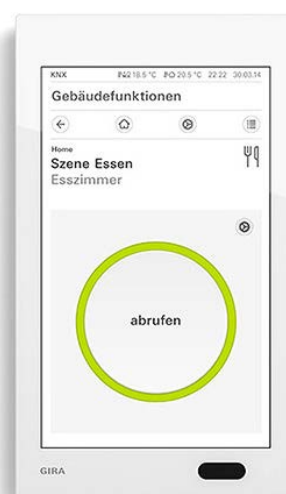 KNX 18.5 °C 20.5 °C 22:22 30.03.14
Gebäudefunktionen
Home
Szene Essen
Esszimmer
abrufen
GIRA